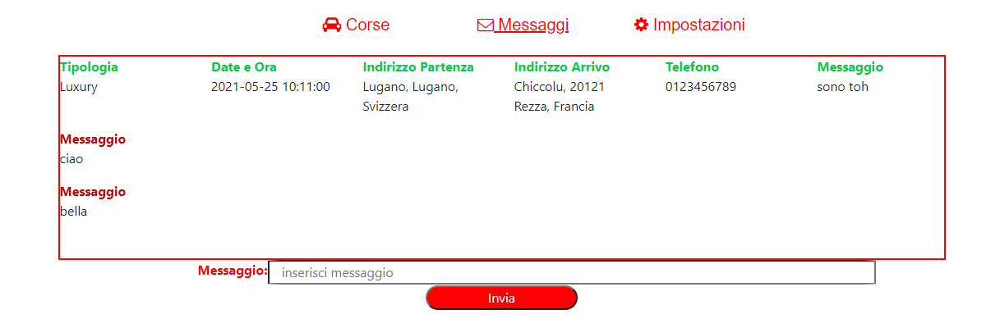 Corse Messaggi Impostazioni
Tipologia Date e Ora Indirizzo Partenza Indirizzo Arrivo Telefono Messaggio
Luxury 2021-05-25 10:11:00 Lugano, Lugano, Chiccolu, 20121 0123456789 sono toh
Svizzera Rezza, Francia
Messaggio
ciao
Messaggio
bella
Messaggio: inserisci messaggio
Invia